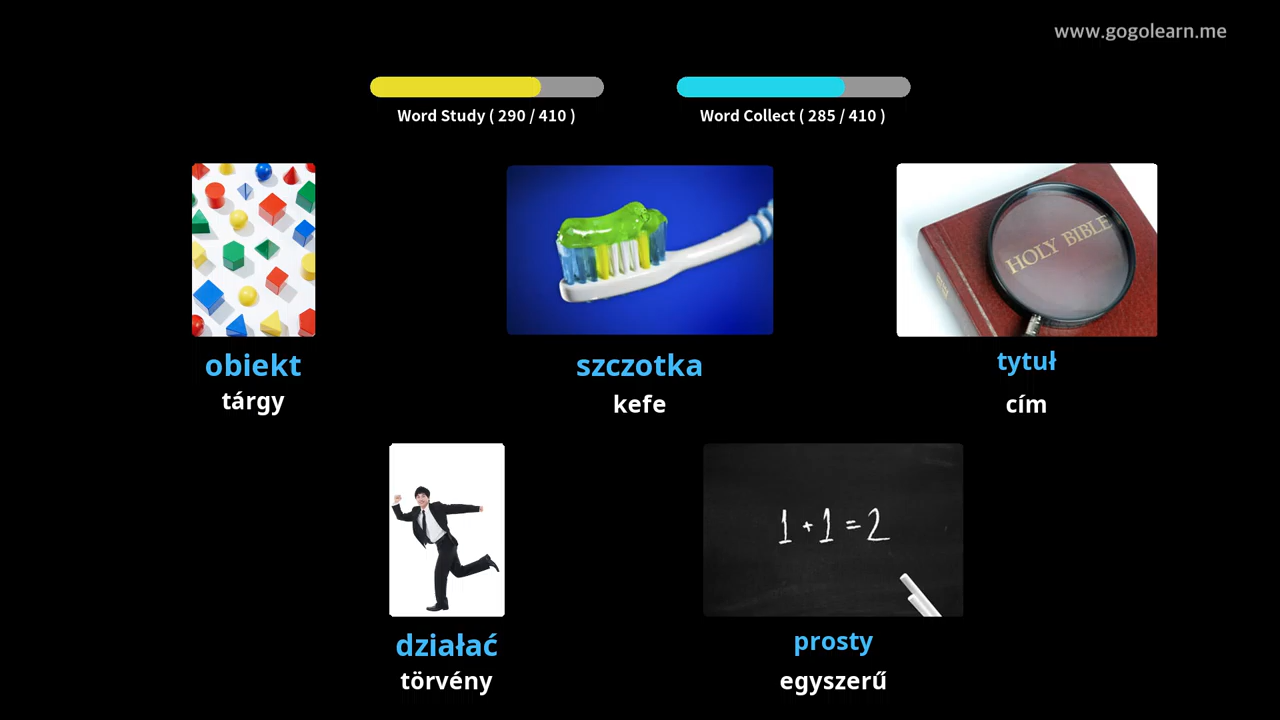 www.gogolearn.me
Word Study ( 290 / 410 )
Word Collect ( 285 / 410 )
HOLY BIBLE
obiekt
tárgy
szczotka
kefe
tytuł
cím
1 + 1 = 2
działać
törvény
prosty
egyszerű